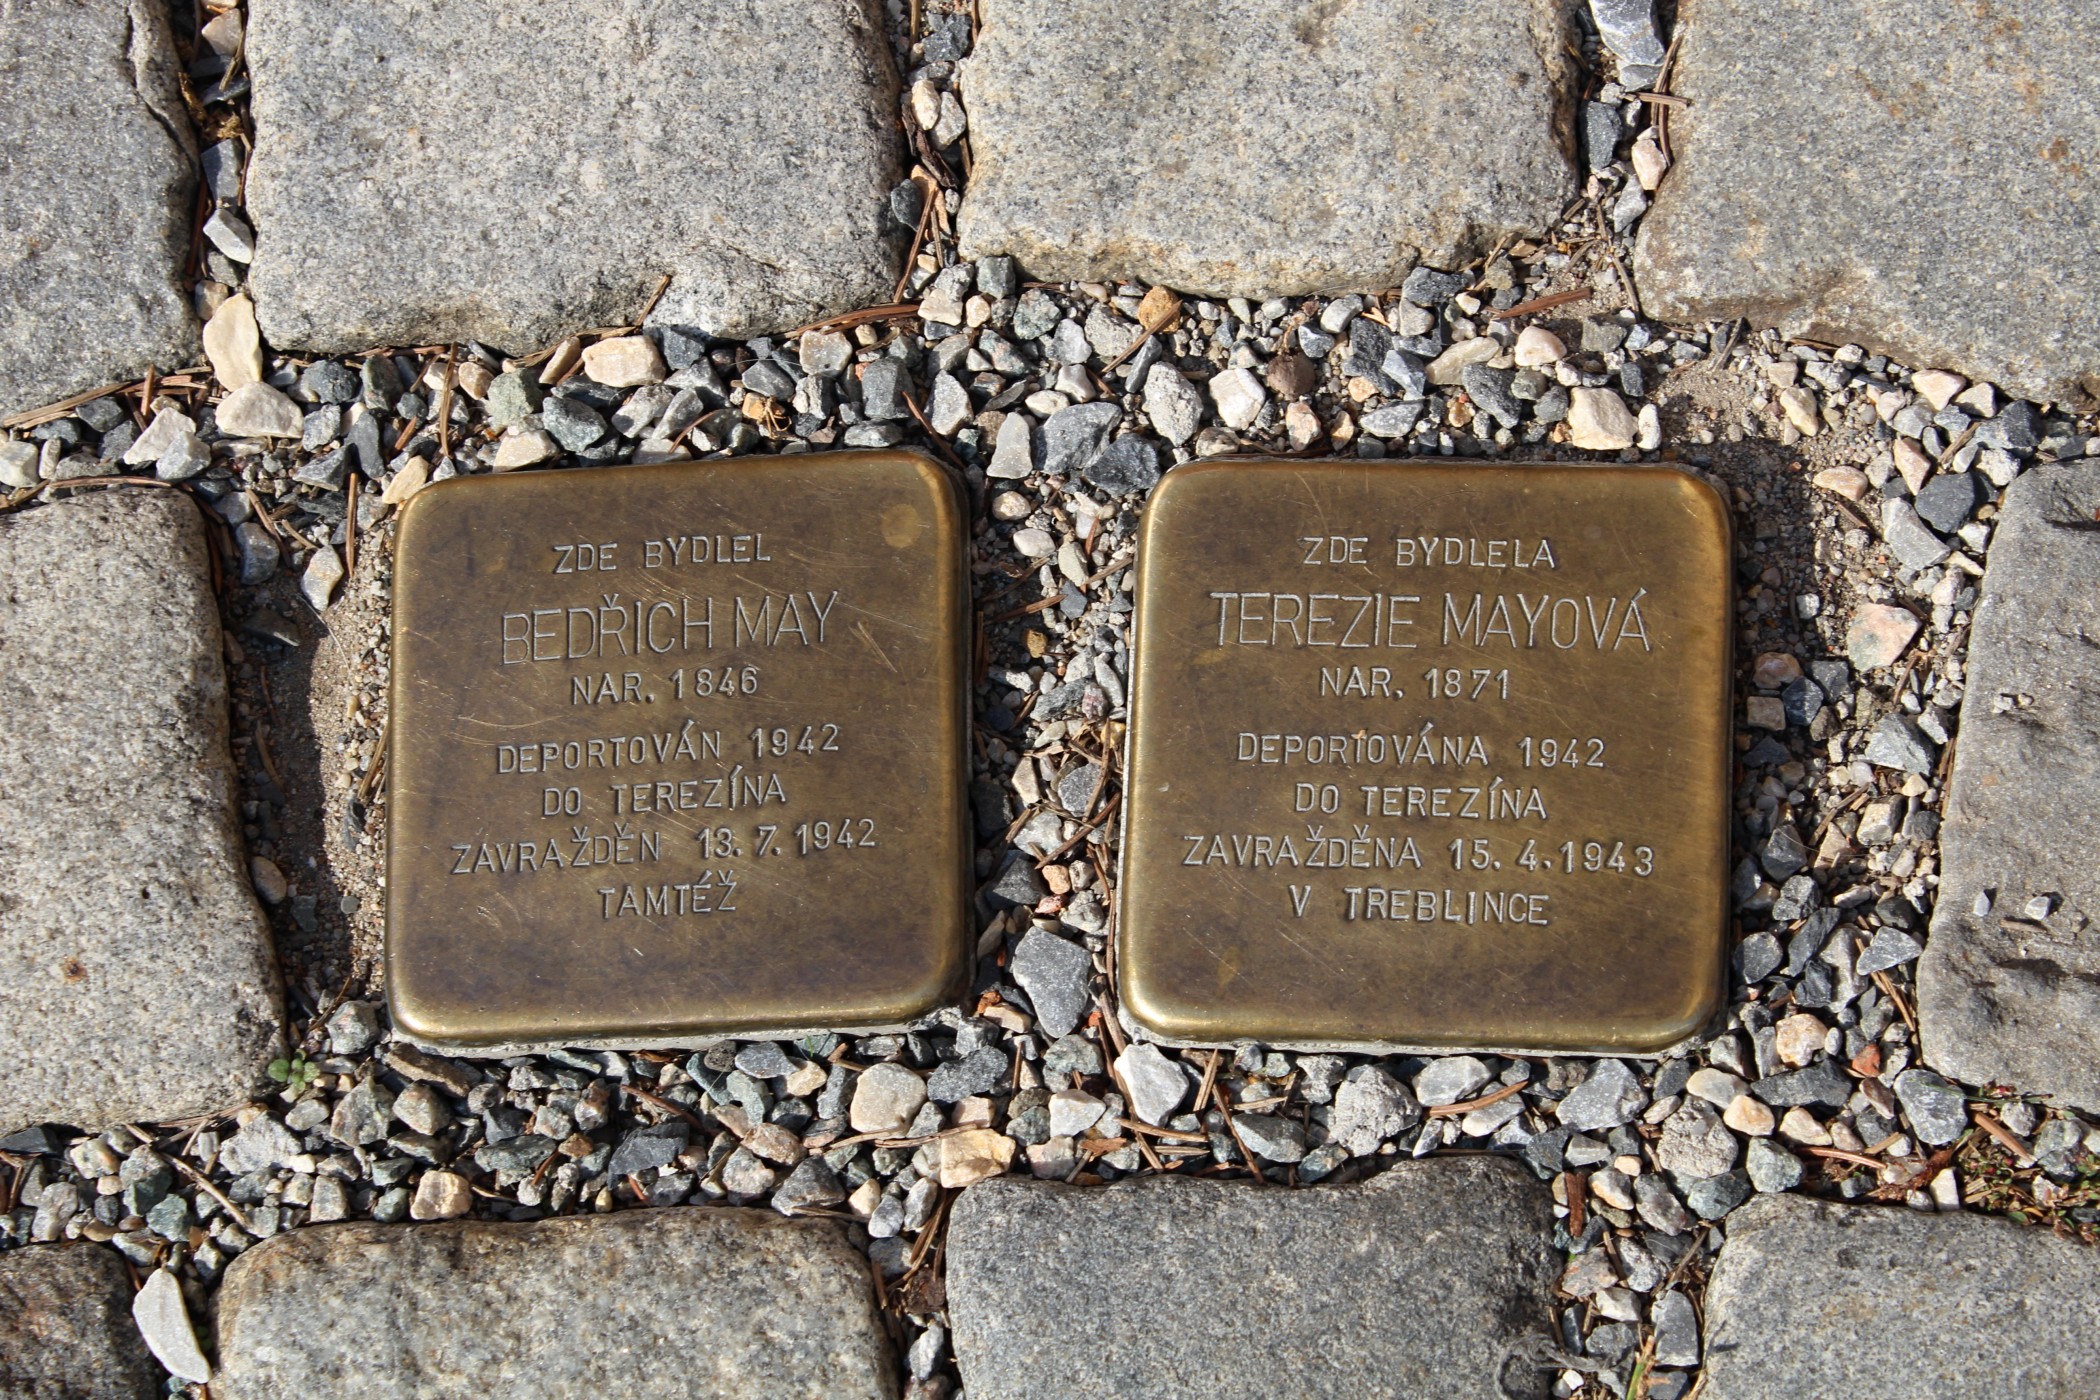 ZDE BYDLEL
BEDŘICH MAY
NAR. 1846
DEPORTOVÁN 1942
DO TEREZÍNA
ZAVRAŽDĚN 13. 7. 1942
TAMTÉŽ
ZDE BYDLELA
TEREZIE MAYOVÁ
NAR. 1871
DEPORTOVÁNA 1942
DO TEREZÍNA
ZAVRAŽDĚNA 15. 4. 1943
V TREBLINCE